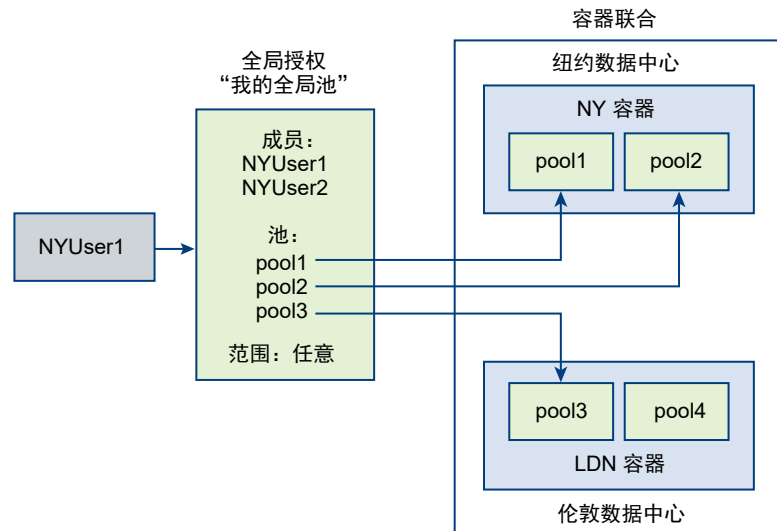 容器联合
全局授权
“我的全局池”
纽约数据中心
NY 容器
pool1
pool2
成员：
NYUser1
NYUser2
NYUser1
池：
pool1
pool2
pool3
范围：任意
pool3
pool4
LDN 容器
伦敦数据中心